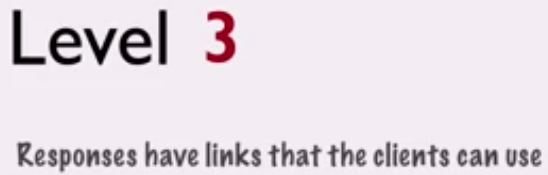 Level 3
Responses have links that the clients can use